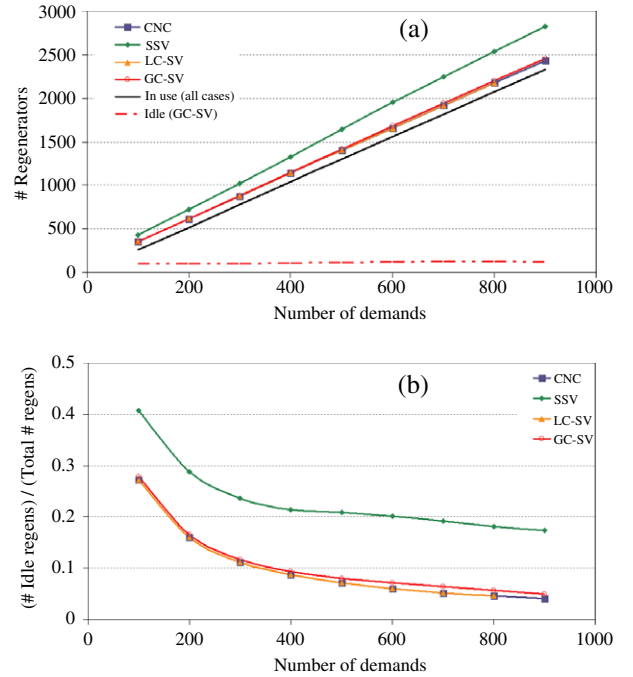 (a)
CNC
SSV
LC-SV
GC-SV
In use (all cases)
Idle (GC-SV)
# Regenerators
3000
2500
2000
1500
1000
500
0
0 200 400 600 800 1000
Number of demands
(b)
CNC
SSV
LC-SV
GC-SV
(# Idle regens) / (Total # regens)
0.5
0.4
0.3
0.2
0.1
0
0 200 400 600 800 1000
Number of demands